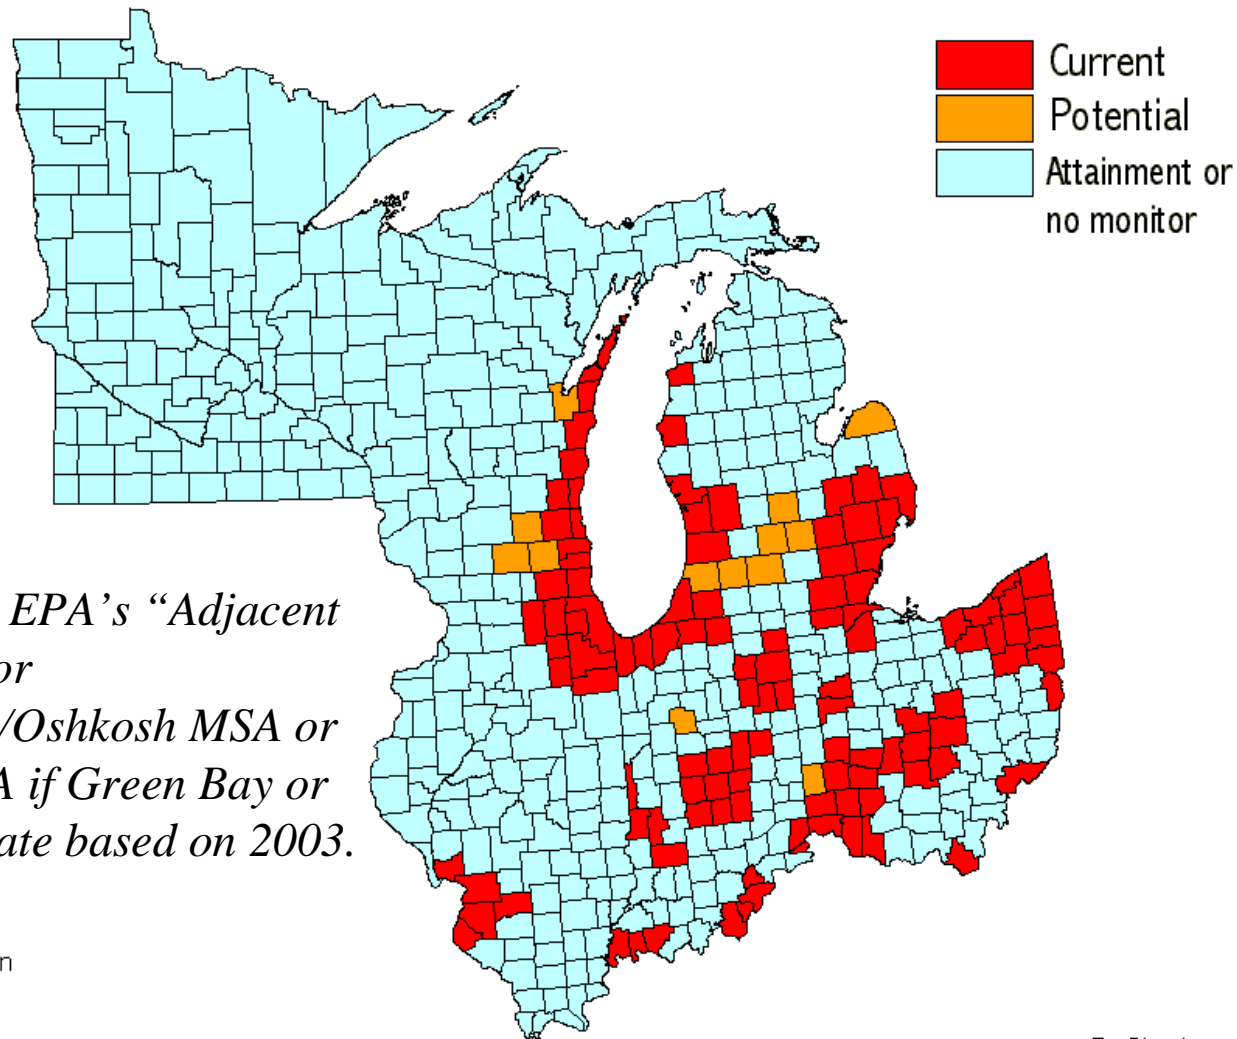 Current
Potential
Attainment or
no monitor
EPA’s “Adjacent
or
/Oshkosh MSA or
A if Green Bay or
ate based on 2003.
n